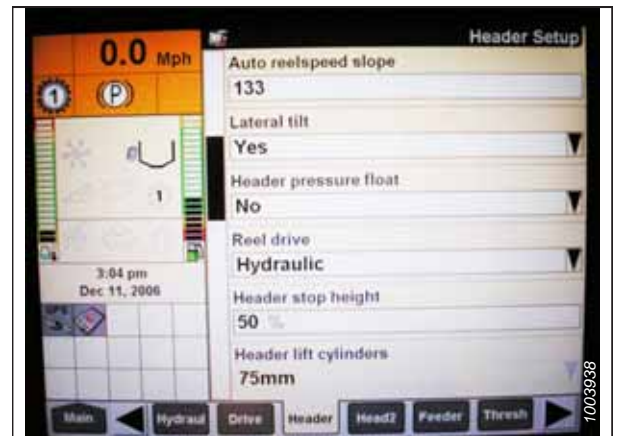 Header Setup
0.0 Mph
1
(P)
1
3:04 pm
Dec 11, 2006
Auto reelspeed slope
133
Lateral tilt
Yes
Header pressure float
No
Reel drive
Hydraulic
Header stop height
50 %
Header lift cylinders
75mm
Main
Hydraul
Drive
Header
Head2
Feeder
Thresh
1003938